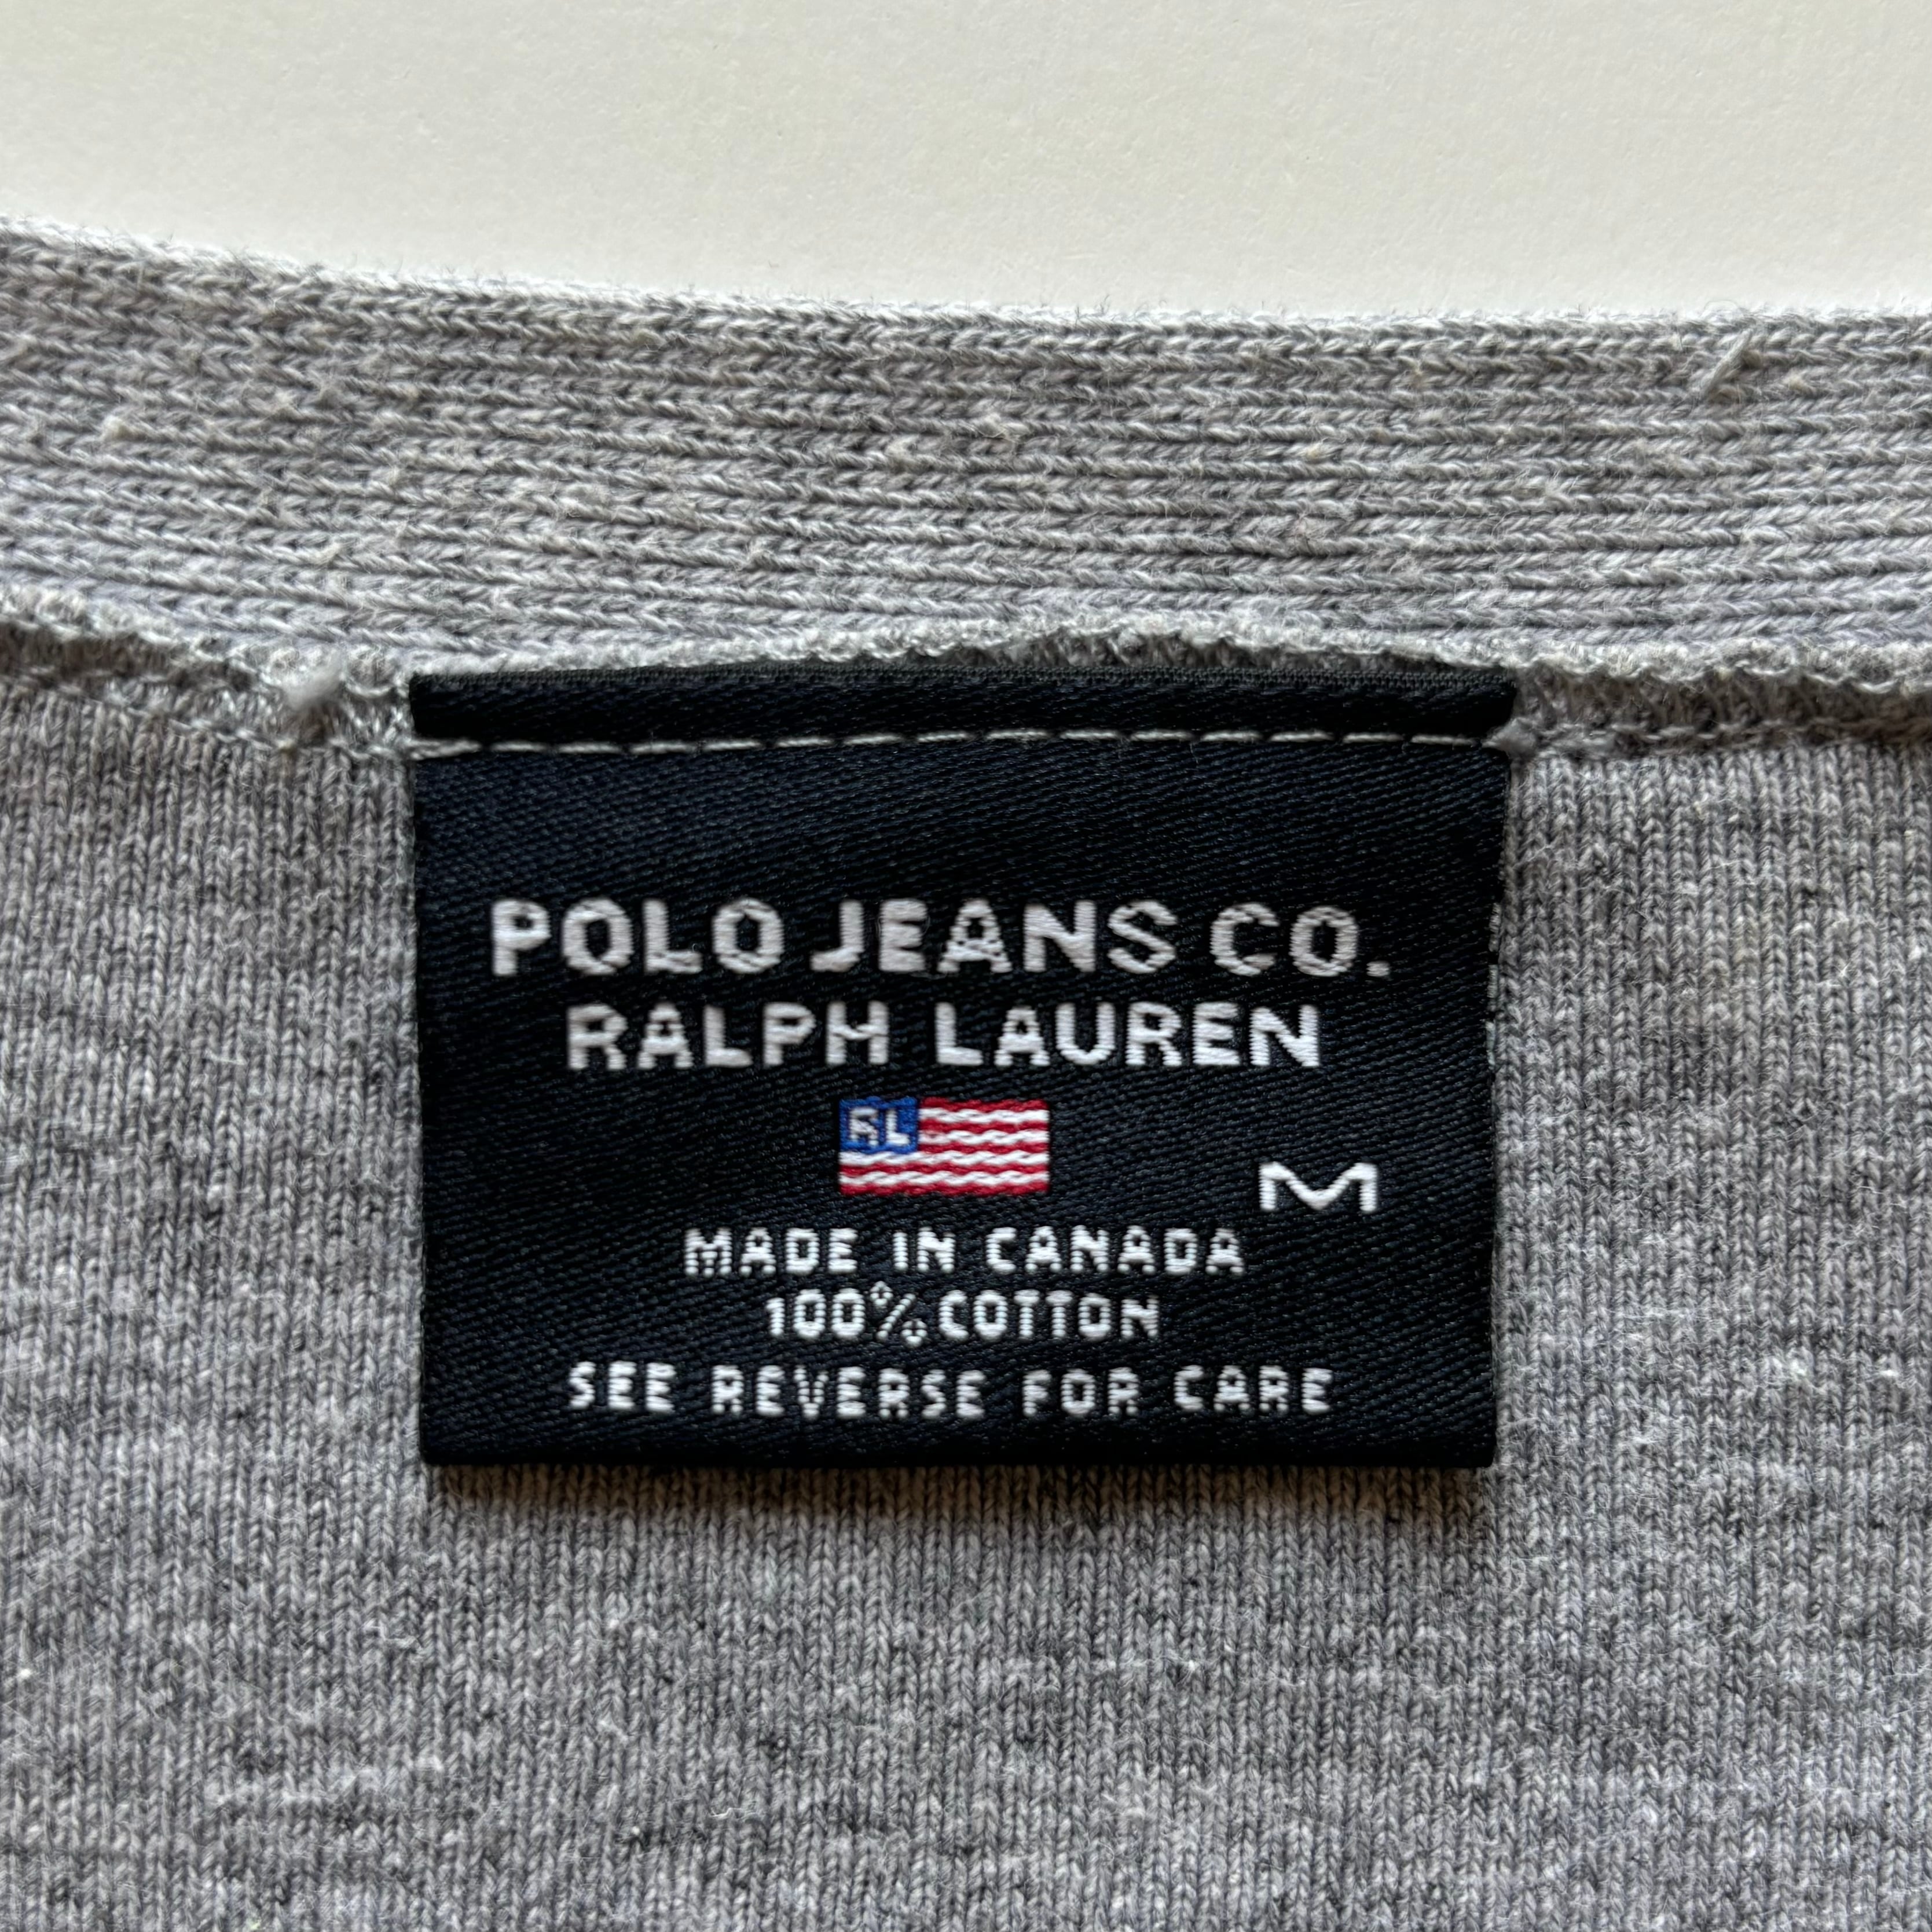 POLO JEANS CO.
RALPH LAUREN
RL
M
MADE IN CANADA
100% COTTON
SEE REVERSE FOR CARE